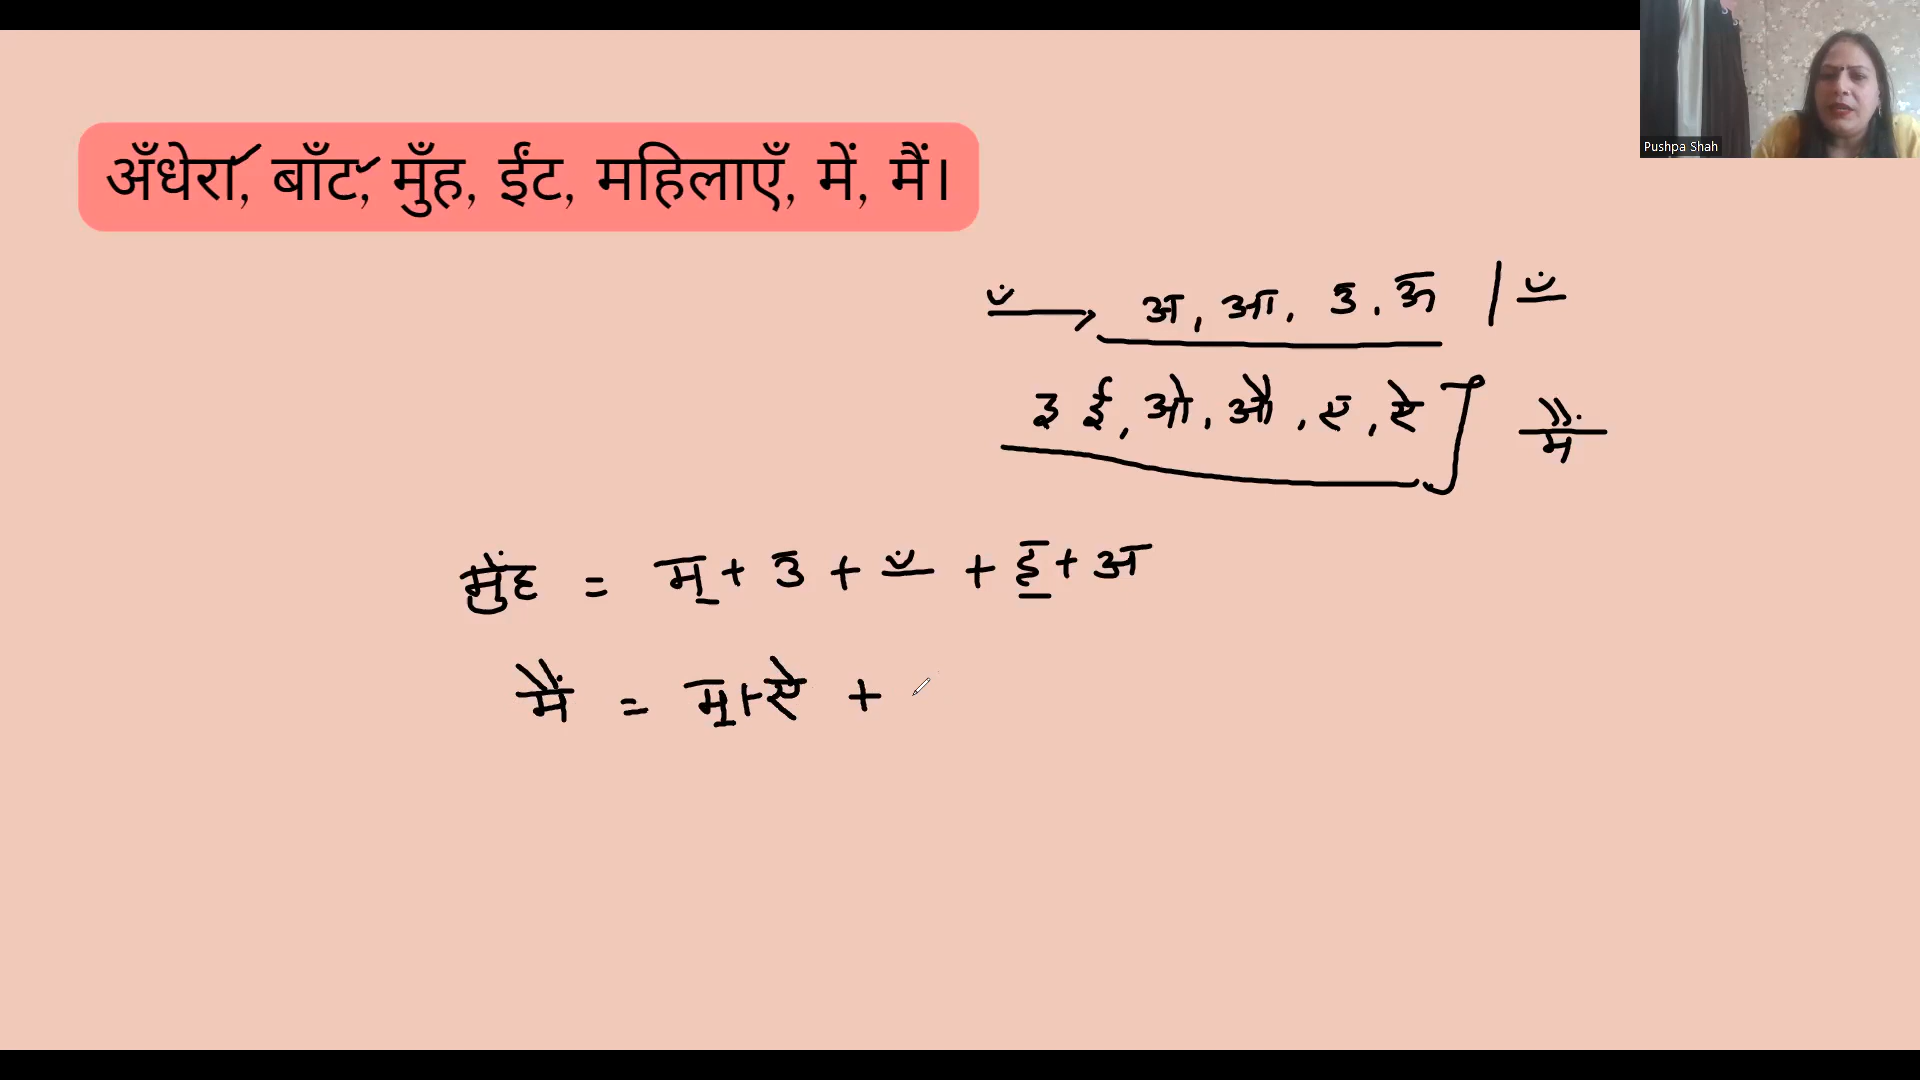 Pushpa Shah
अँधेरा, बाँट, मुँह, ईंट, महिलाएँ, में, मैं।
ँ → अ, आ, उ, ऊ | ँ
इ ई, ओ, औ, ए, ऐ ] मैं
मुँह = म् + उ + ँ + ह् + अ
मैं = म् + ऐ +